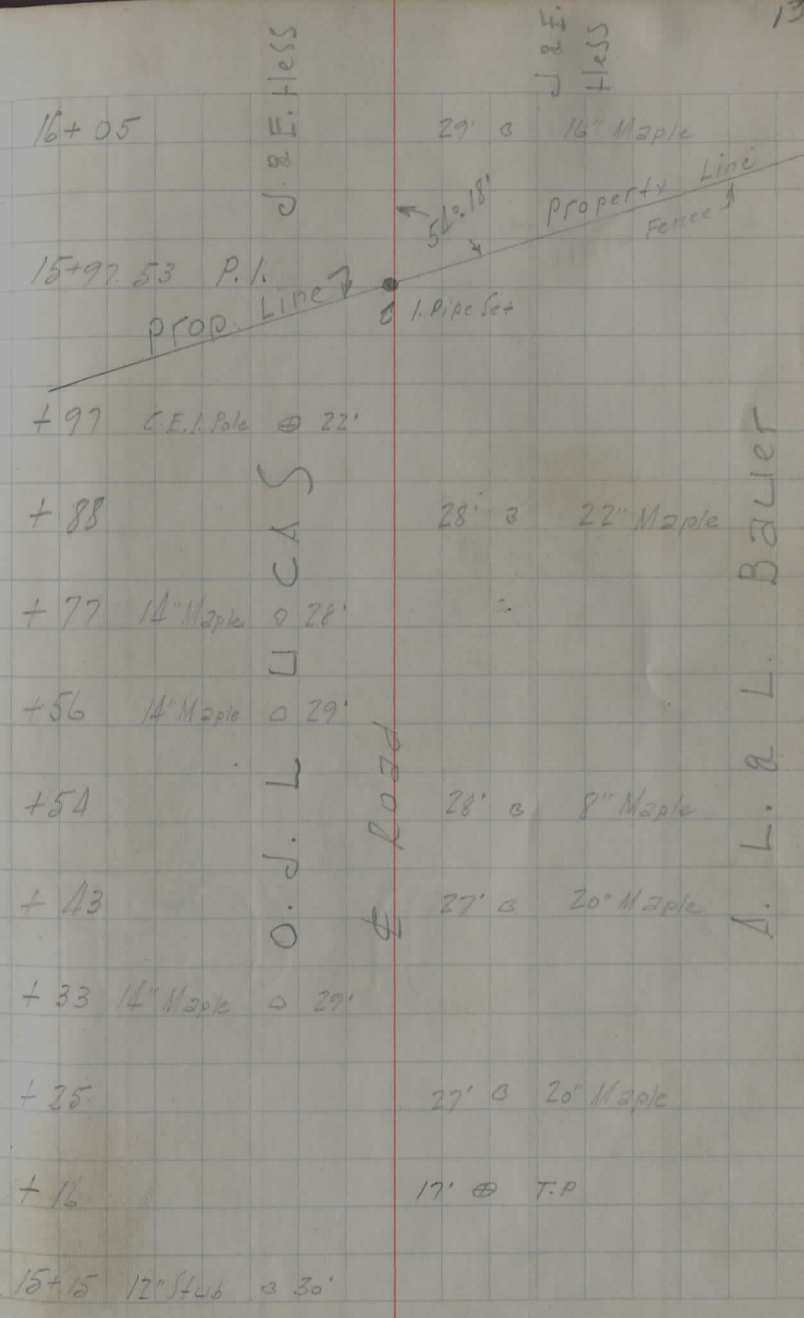 13
J. & E. Hess
J & E. Hess
16+05 29' 16" Maple
54°18'
Property Line
Fence
15+97.53 P.I.
Prop. Line
I. Pipe Set
+97 C.E.I. Pole ⊕ 22'
+88 28' 22" Maple
+77 14" Maple 28'
+56 14" Maple 29'
+54 28' 8" Maple
+43 27' 20" Maple
+33 14" Maple 29'
+25 27' 20" Maple
+16 17' ⊕ T.P
15+15 12" Stub 30'
O. J. LUCAS
℄ Road
A. L. & L. Bauer